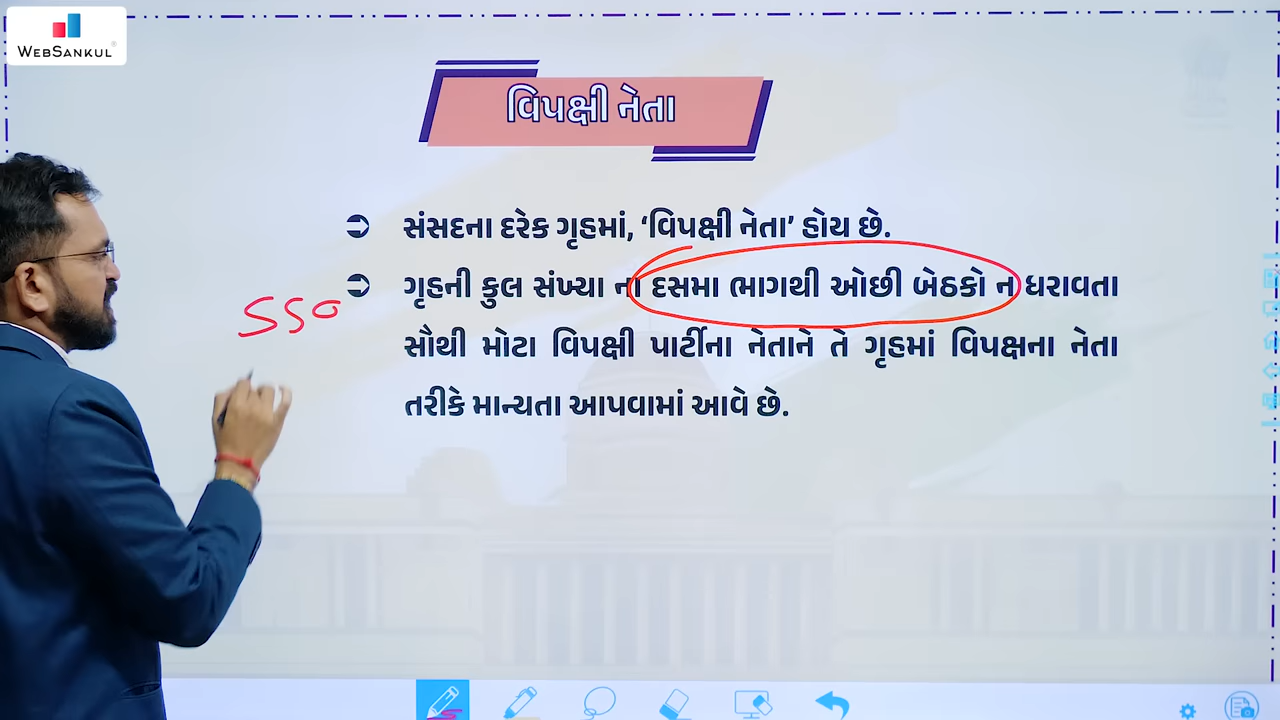 WEBSANKUL
વિપક્ષી નેતા
સંસદના દરેક ગૃહમાં, ‘વિપક્ષી નેતા’ હોય છે.
ગૃહની કુલ સંખ્યા ના દસમા ભાગથી ઓછી બેઠકો ન ધરાવતા
550
સૌથી મોટા વિપક્ષી પાર્ટીના નેતાને તે ગૃહમાં વિપક્ષના નેતા
તરીકે માન્યતા આપવામાં આવે છે.